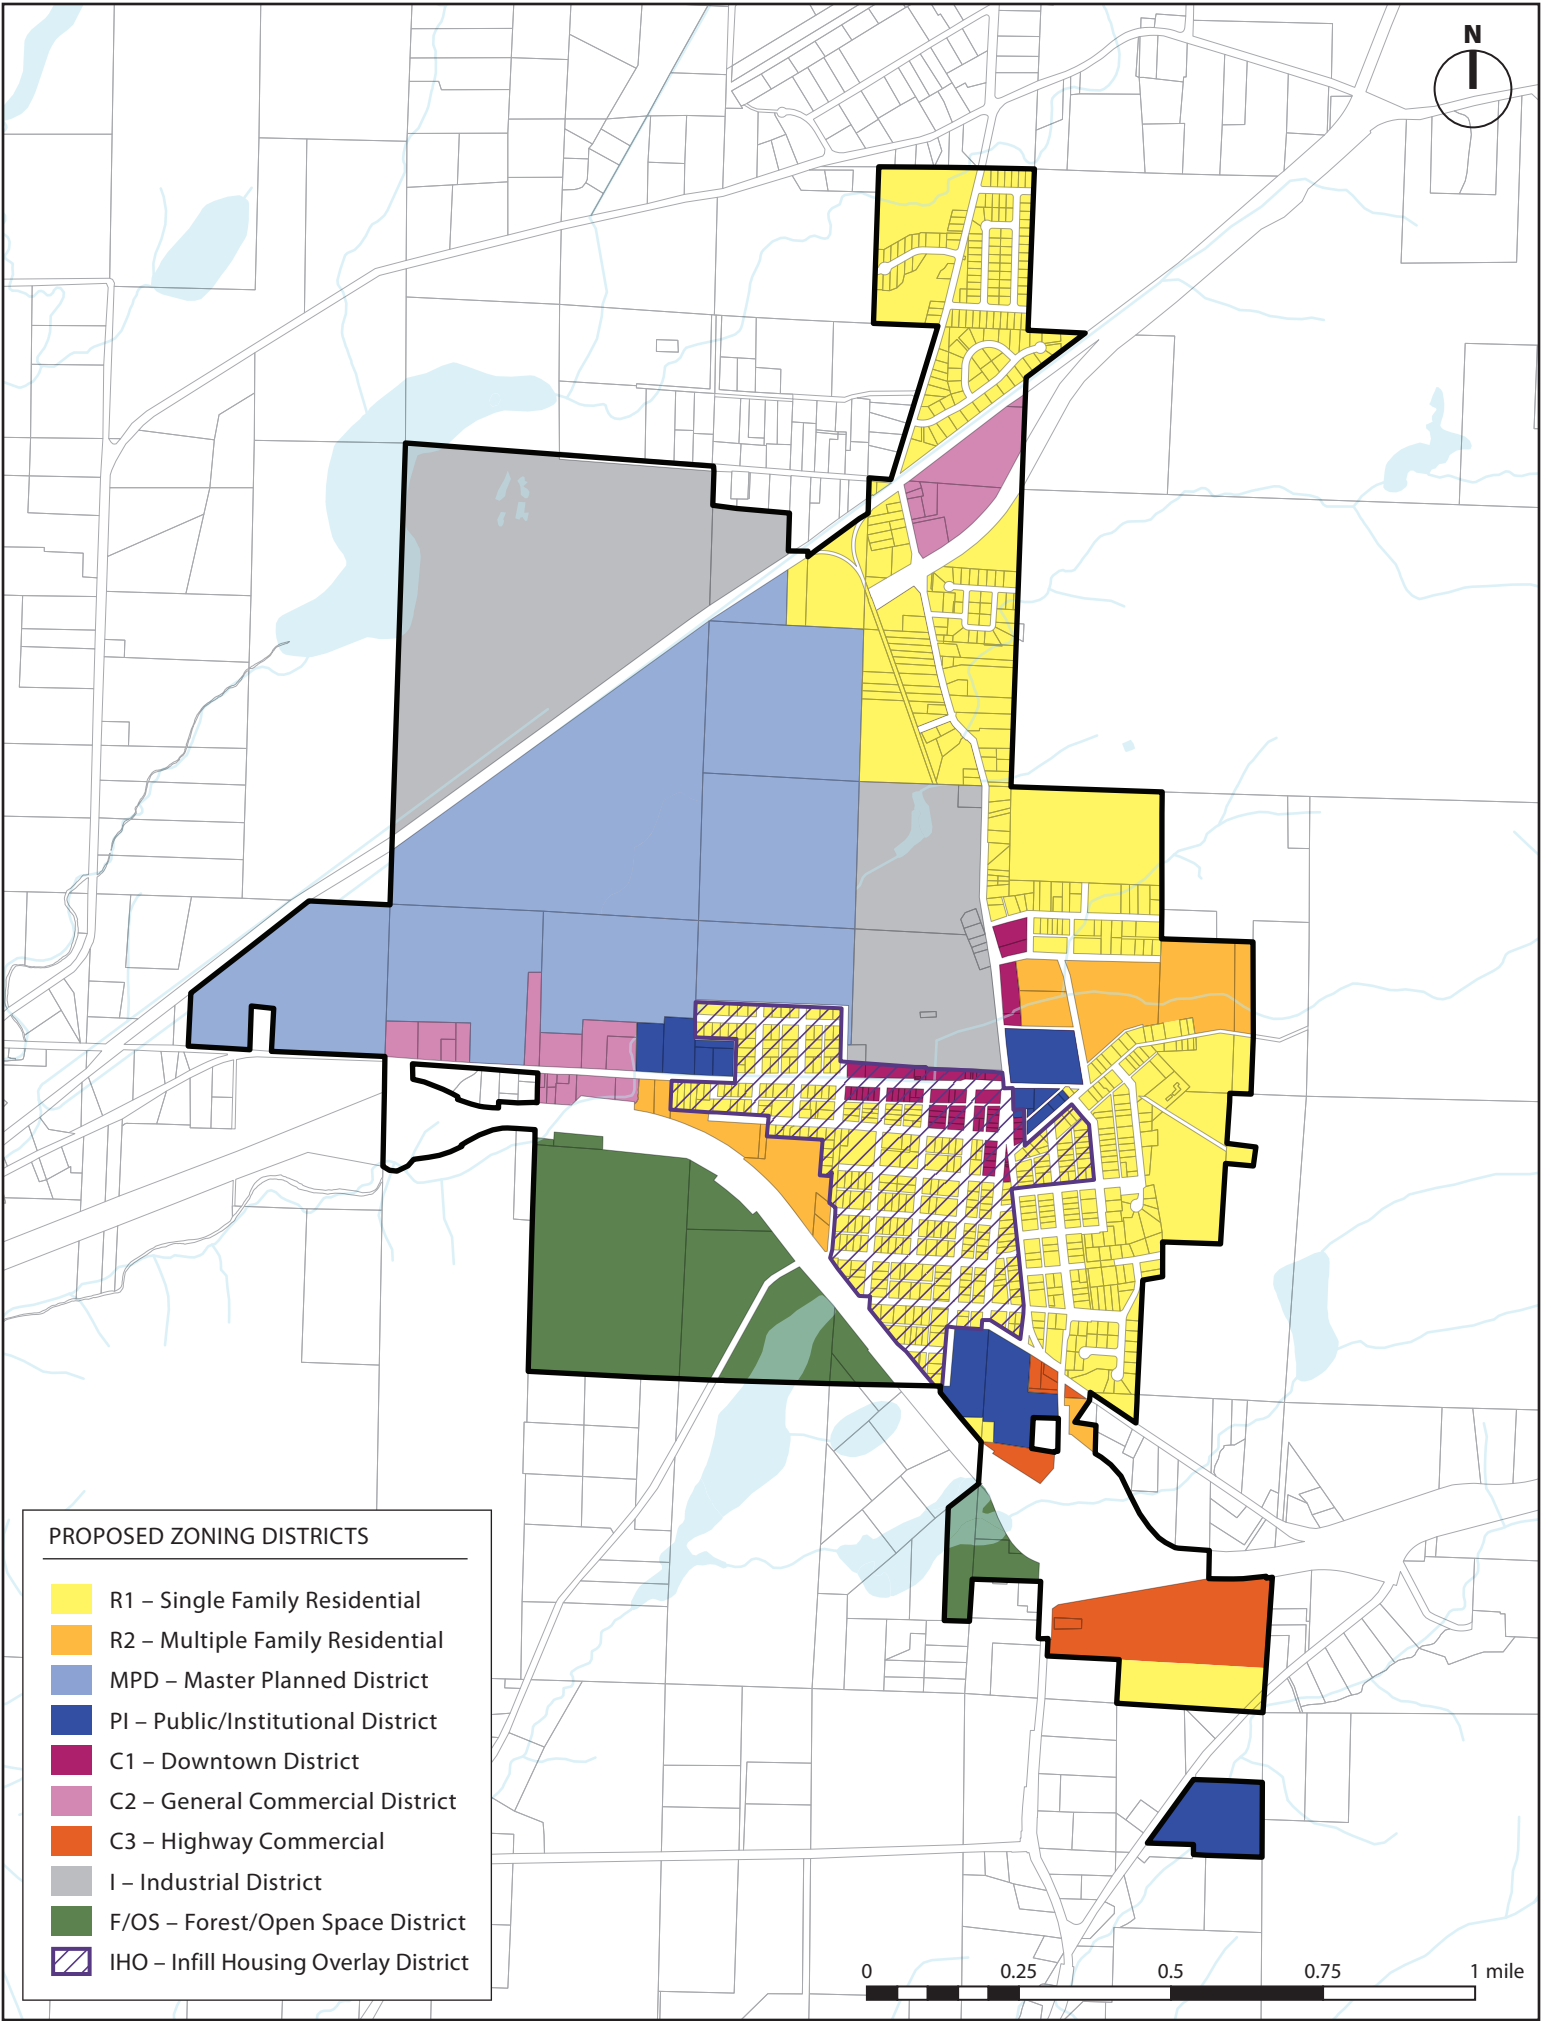 N
PROPOSED ZONING DISTRICTS
R1 – Single Family Residential
R2 – Multiple Family Residential
MPD – Master Planned District
PI – Public/Institutional District
C1 – Downtown District
C2 – General Commercial District
C3 – Highway Commercial
I – Industrial District
F/OS – Forest/Open Space District
IHO – Infill Housing Overlay District
0 0.25 0.5 0.75 1 mile